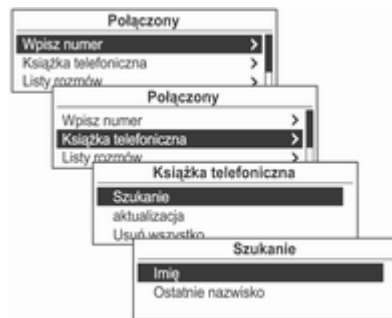 Połączony
Wpisz numer
Książka telefoniczna
Listy rozmów
Połączony
Wpisz numer
Książka telefoniczna
Listy rozmów
Książka telefoniczna
Szukanie
aktualizacja
Usuń wszystko
Szukanie
Imię
Ostatnie nazwisko